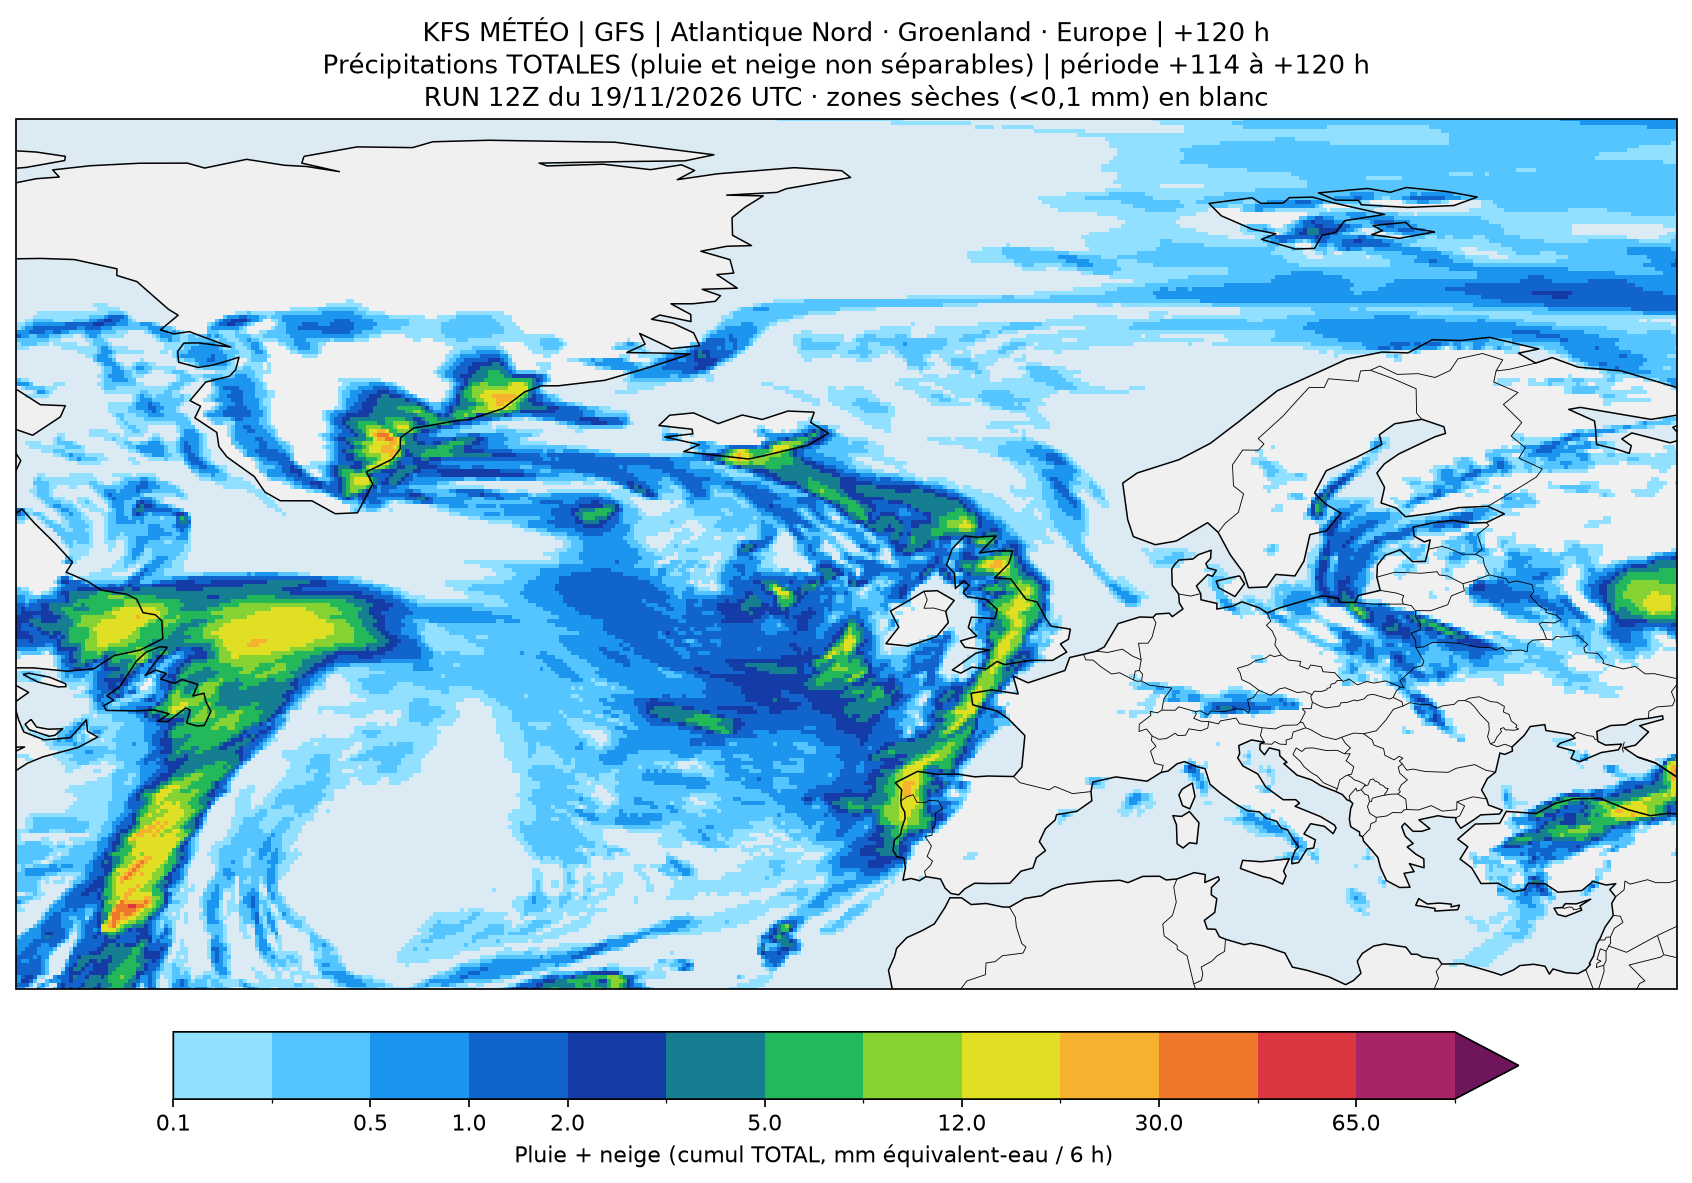 KFS MÉTÉO | GFS | Atlantique Nord · Groenland · Europe | +120 h
Précipitations TOTALES (pluie et neige non séparables) | période +114 à +120 h
RUN 12Z du 19/11/2026 UTC · zones sèches (<0,1 mm) en blanc
0.1 0.5 1.0 2.0 5.0 12.0 30.0 65.0
Pluie + neige (cumul TOTAL, mm équivalent-eau / 6 h)